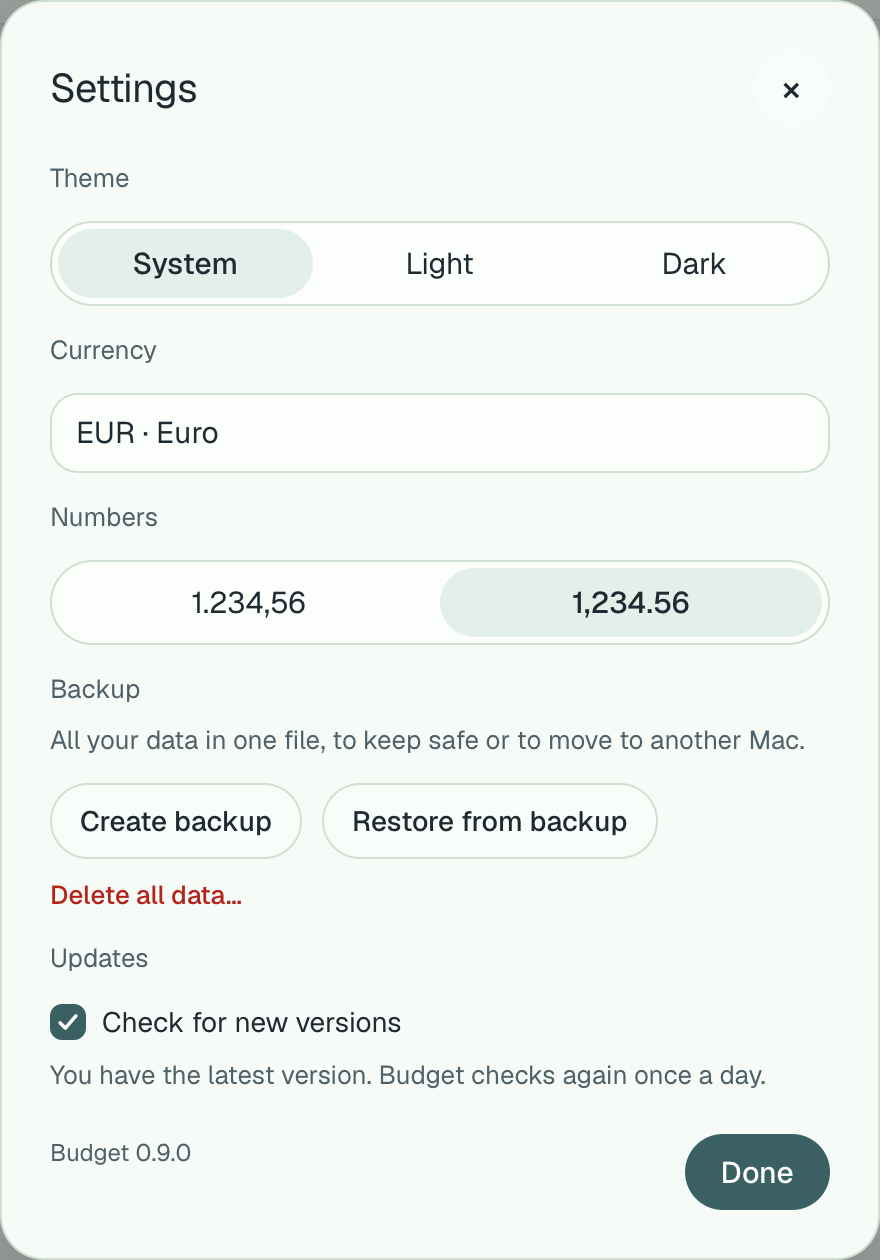 Settings
×
Theme
System Light Dark
Currency
EUR · Euro
Numbers
1.234,56 1,234.56
Backup
All your data in one file, to keep safe or to move to another Mac.
Create backup Restore from backup
Delete all data…
Updates
Check for new versions
You have the latest version. Budget checks again once a day.
Budget 0.9.0
Done